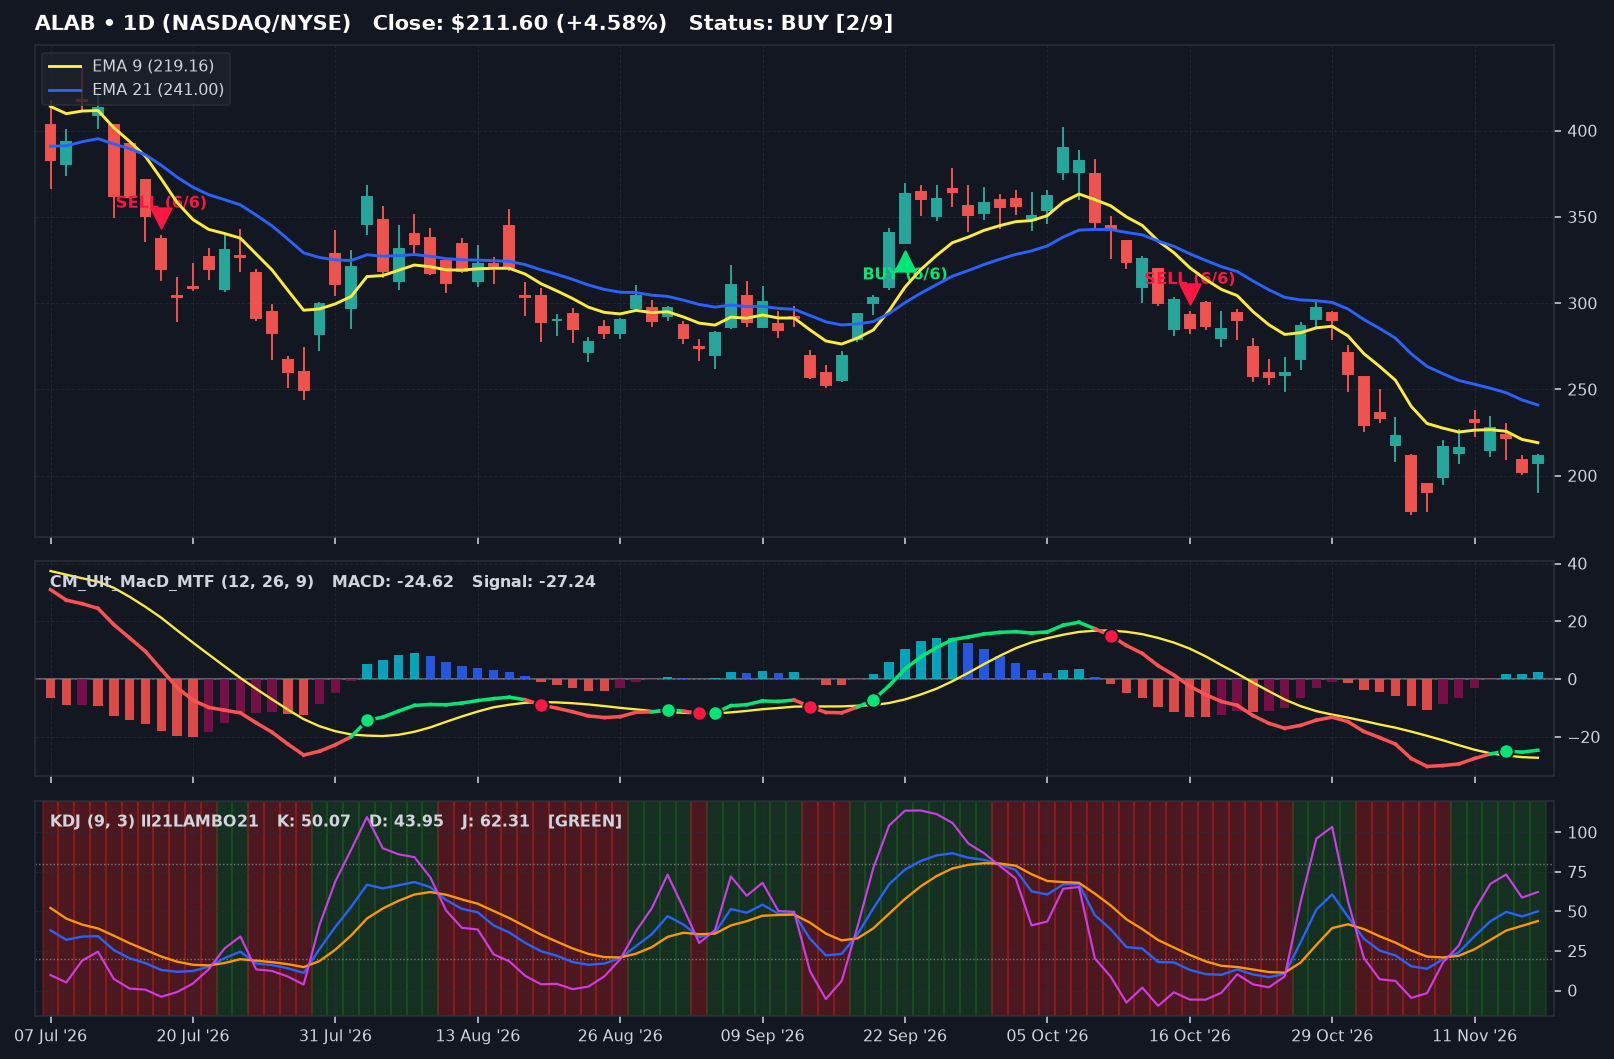 ALAB • 1D (NASDAQ/NYSE)   Close: $211.60 (+4.58%)   Status: BUY [2/9]
EMA 9 (219.16)
EMA 21 (241.00)
SELL (6/6)
BUY (6/6)
SELL (6/6)
400
350
300
250
200
CM_Ult_MacD_MTF (12, 26, 9)   MACD: -24.62   Signal: -27.24
40
20
0
−20
KDJ (9, 3) II21LAMBO21   K: 50.07   D: 43.95   J: 62.31   [GREEN]
100
75
50
25
0
07 Jul '26
20 Jul '26
31 Jul '26
13 Aug '26
26 Aug '26
09 Sep '26
22 Sep '26
05 Oct '26
16 Oct '26
29 Oct '26
11 Nov '26